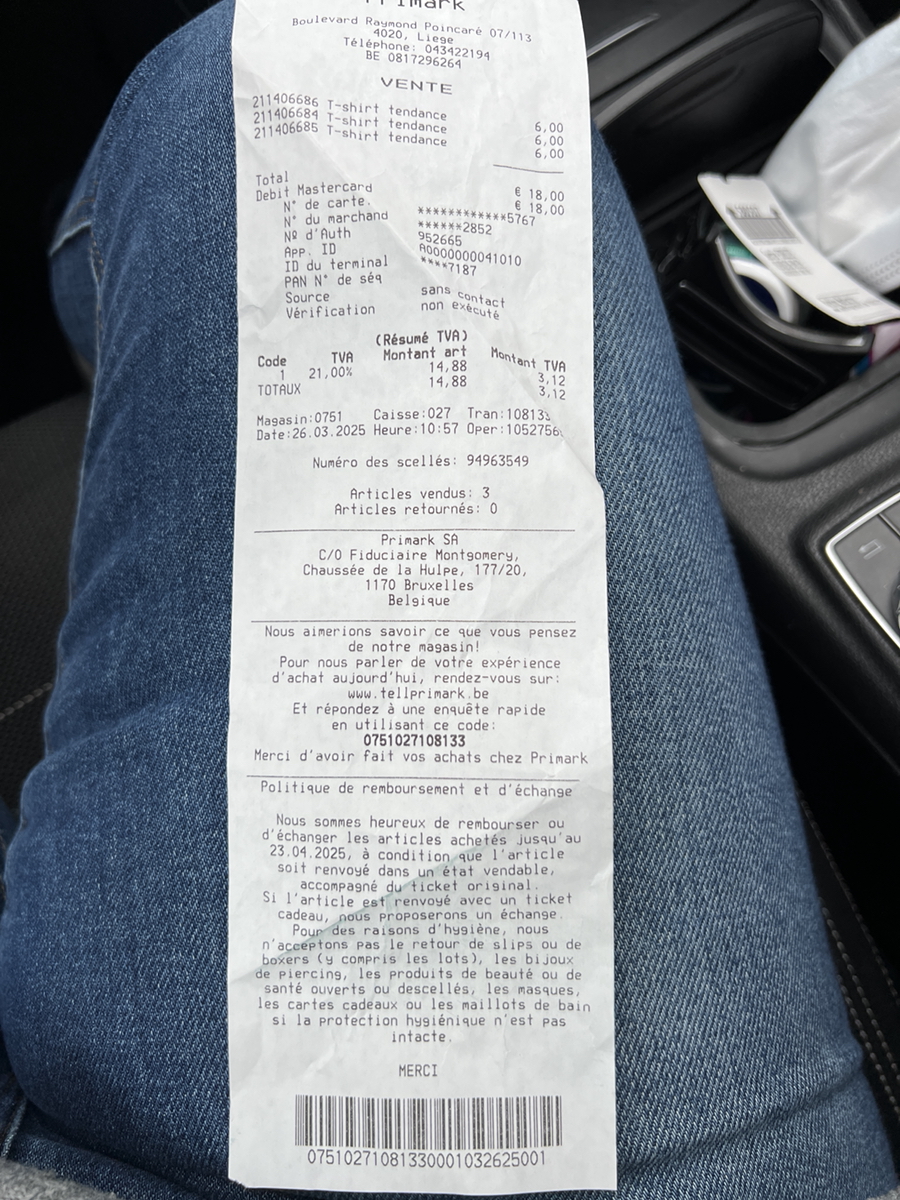 Primark
Boulevard Raymond Poincaré 07/113
4020, Liege
Téléphone: 043422194
BE 0817296264
VENTE
211406686 T-shirt tendance 6,00
211406684 T-shirt tendance 6,00
211406685 T-shirt tendance 6,00
Total € 18,00
Debit Mastercard € 18,00
N° de carte. ************5767
N° du marchand ******2852
Nº d'Auth 952665
App. ID A0000000041010
ID du terminal ****7187
PAN N° de séq
Source sans contact
Vérification non exécuté
(Résumé TVA)
Code TVA Montant art Montant TVA
1 21,00% 14,88 3,12
TOTAUX 14,88 3,12
Magasin:0751 Caisse:027 Tran:108133
Date:26.03.2025 Heure:10:57 Oper:1052756
Numéro des scellés: 94963549
Articles vendus: 3
Articles retournés: 0
Primark SA
C/O Fiduciaire Montgomery,
Chaussée de la Hulpe, 177/20,
1170 Bruxelles
Belgique
Nous aimerions savoir ce que vous pensez
de notre magasin!
Pour nous parler de votre expérience
d'achat aujourd'hui, rendez-vous sur:
www.tellprimark.be
Et répondez à une enquête rapide
en utilisant ce code:
0751027108133
Merci d'avoir fait vos achats chez Primark
Politique de remboursement et d'échange
Nous sommes heureux de rembourser ou
d'échanger les articles achetés jusqu'au
23.04.2025, à condition que l'article
soit renvoyé dans un état vendable,
accompagné du ticket original.
Si l'article est renvoyé avec un ticket
cadeau, nous proposerons un échange.
Pour des raisons d'hygiène, nous
n'acceptons pas le retour de slips ou de
boxers (y compris les lots), les bijoux
de piercing, les produits de beauté ou de
santé ouverts ou descellés, les masques,
les cartes cadeaux ou les maillots de bain
si la protection hygiénique n'est pas
intacte.
MERCI
07510271081330001032625001